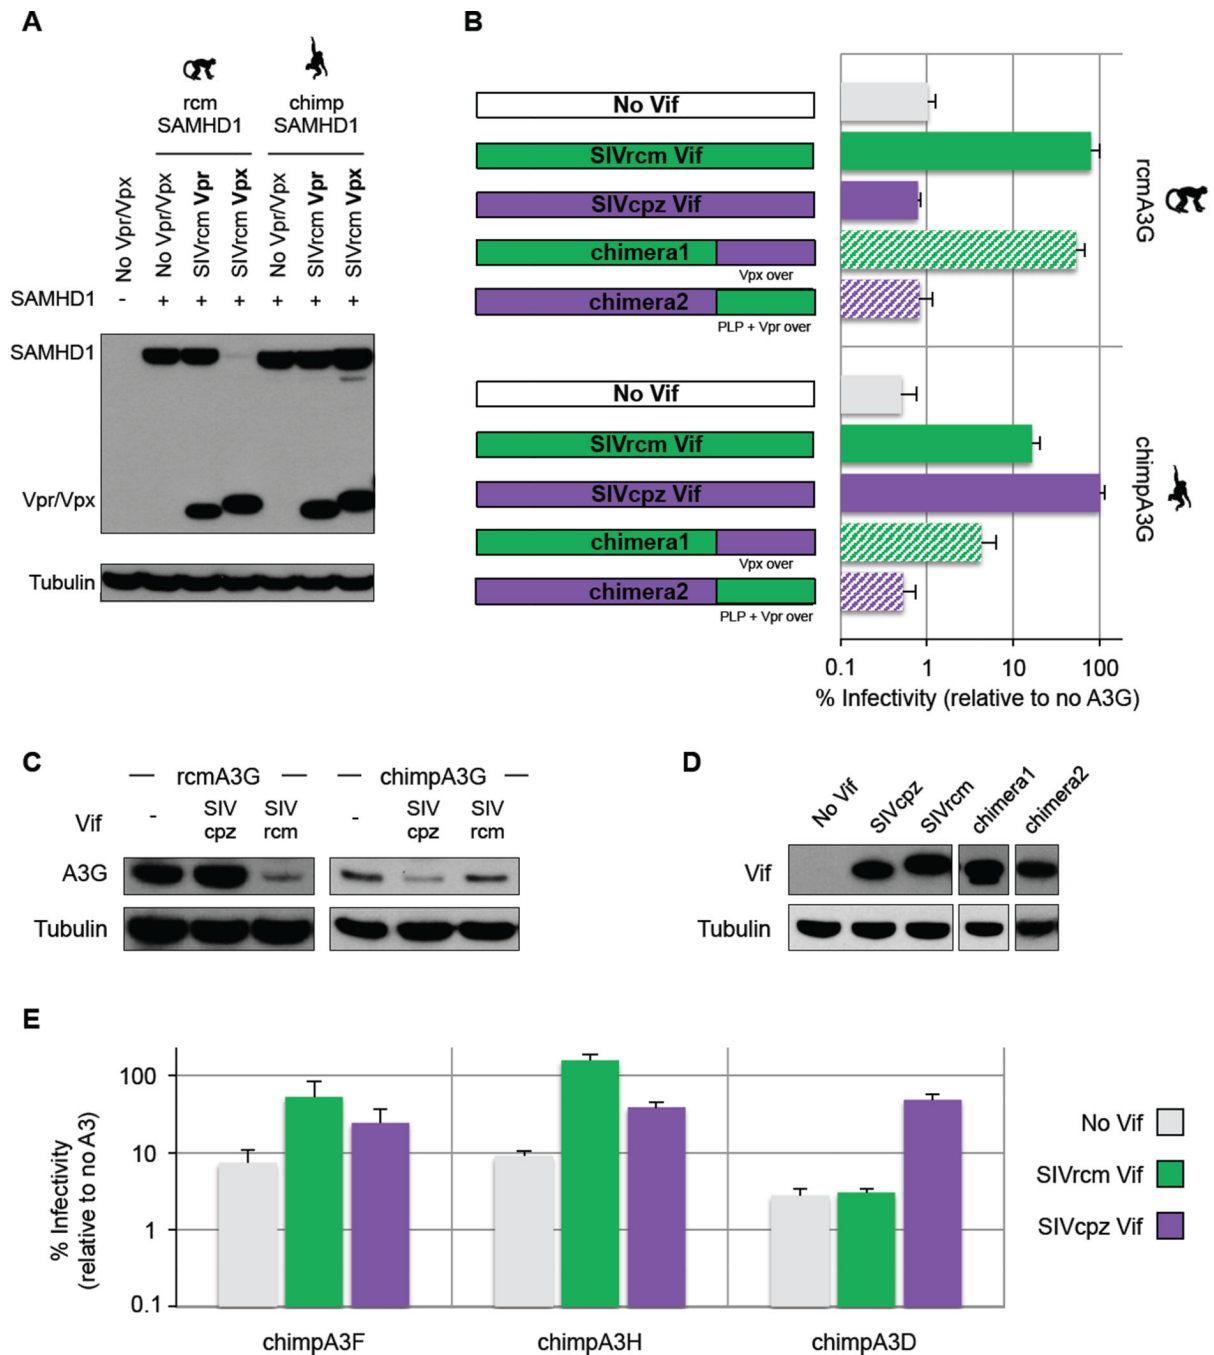 A
rcm
SAMHD1
chimp
SAMHD1
No Vpr/Vpx
No Vpr/Vpx
SIVrcm Vpr
SIVrcm Vpx
No Vpr/Vpx
SIVrcm Vpr
SIVrcm Vpx
SAMHD1 - + + + + + +
SAMHD1
Vpr/Vpx
Tubulin
B
No Vif
SIVrcm Vif
SIVcpz Vif
chimera1
Vpx over
chimera2
PLP + Vpr over
rcmA3G
No Vif
SIVrcm Vif
SIVcpz Vif
chimera1
Vpx over
chimera2
PLP + Vpr over
chimpA3G
0.1 1 10 100
% Infectivity (relative to no A3G)
C
— rcmA3G — — chimpA3G —
Vif - SIV cpz SIV rcm - SIV cpz SIV rcm
A3G
Tubulin
D
No Vif
SIVcpz
SIVrcm
chimera1
chimera2
Vif
Tubulin
E
% Infectivity
(relative to no A3)
100
10
1
0.1
chimpA3F chimpA3H chimpA3D
No Vif
SIVrcm Vif
SIVcpz Vif